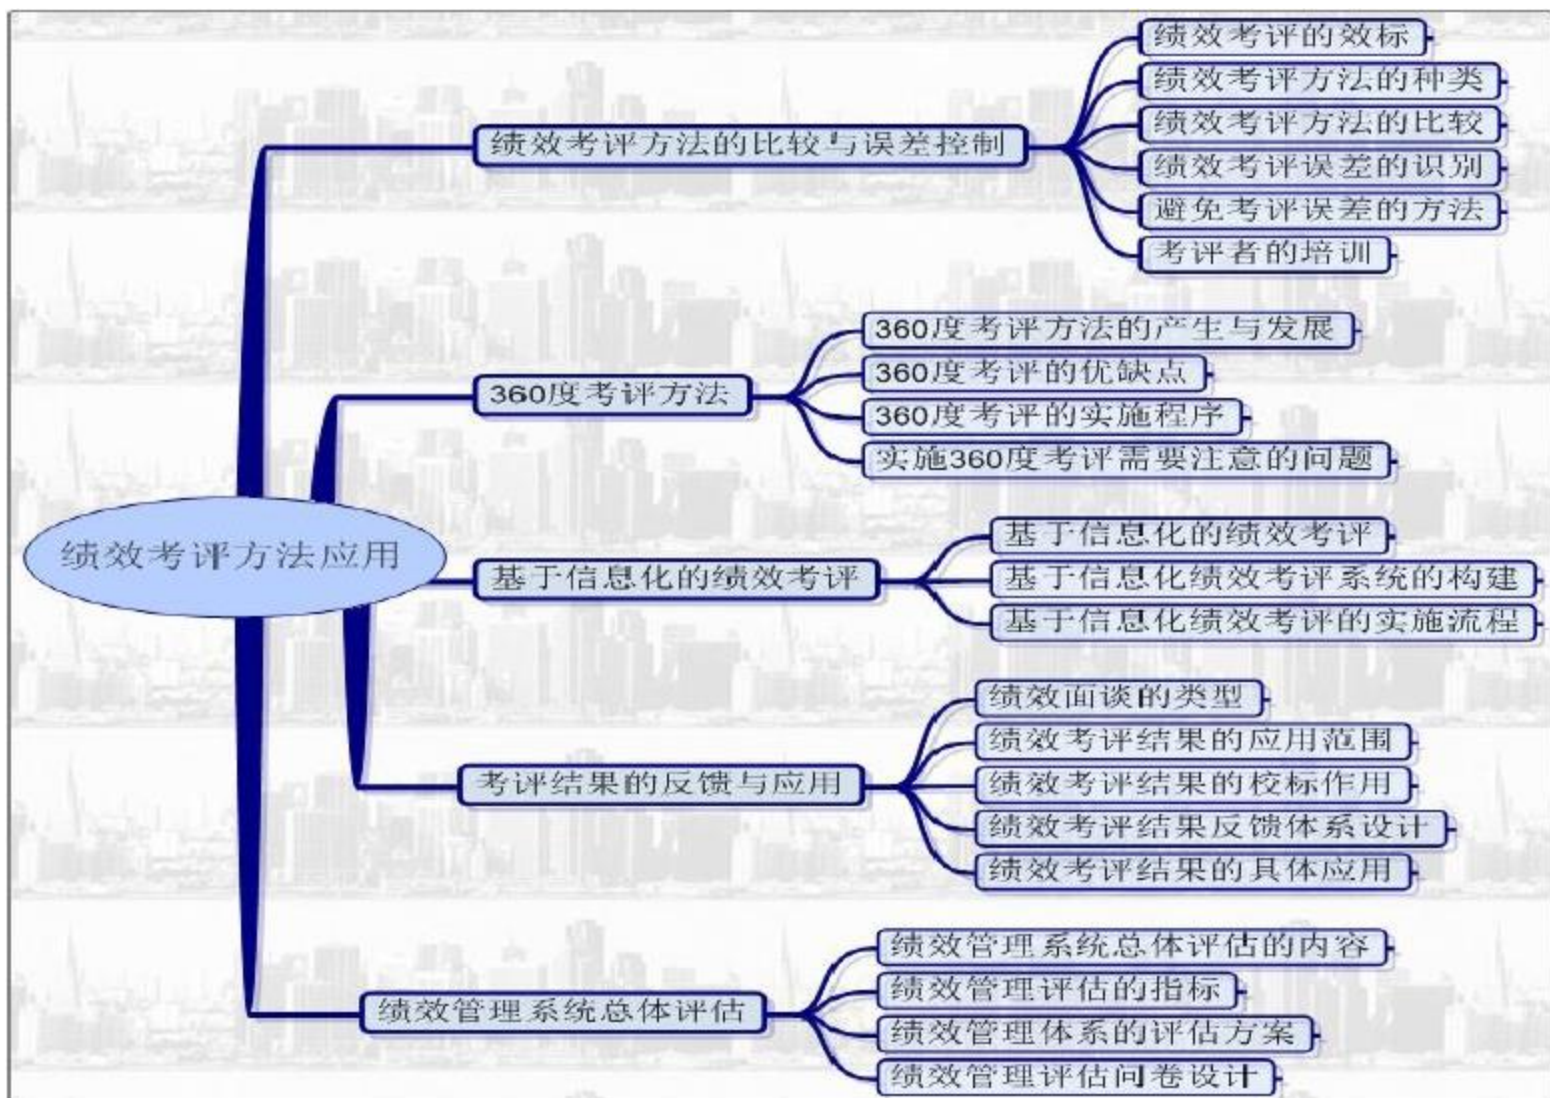 绩效考评方法应用
绩效考评方法的比较与误差控制
绩效考评的效标
绩效考评方法的种类
绩效考评方法的比较
绩效考评误差的识别
避免考评误差的方法
考评者的培训
360度考评方法
360度考评方法的产生与发展
360度考评的优缺点
360度考评的实施程序
实施360度考评需要注意的问题
基于信息化的绩效考评
基于信息化的绩效考评
基于信息化绩效考评系统的构建
基于信息化绩效考评的实施流程
考评结果的反馈与应用
绩效面谈的类型
绩效考评结果的应用范围
绩效考评结果的校标作用
绩效考评结果反馈体系设计
绩效考评结果的具体应用
绩效管理系统总体评估
绩效管理系统总体评估的内容
绩效管理评估的指标
绩效管理体系的评估方案
绩效管理评估问卷设计